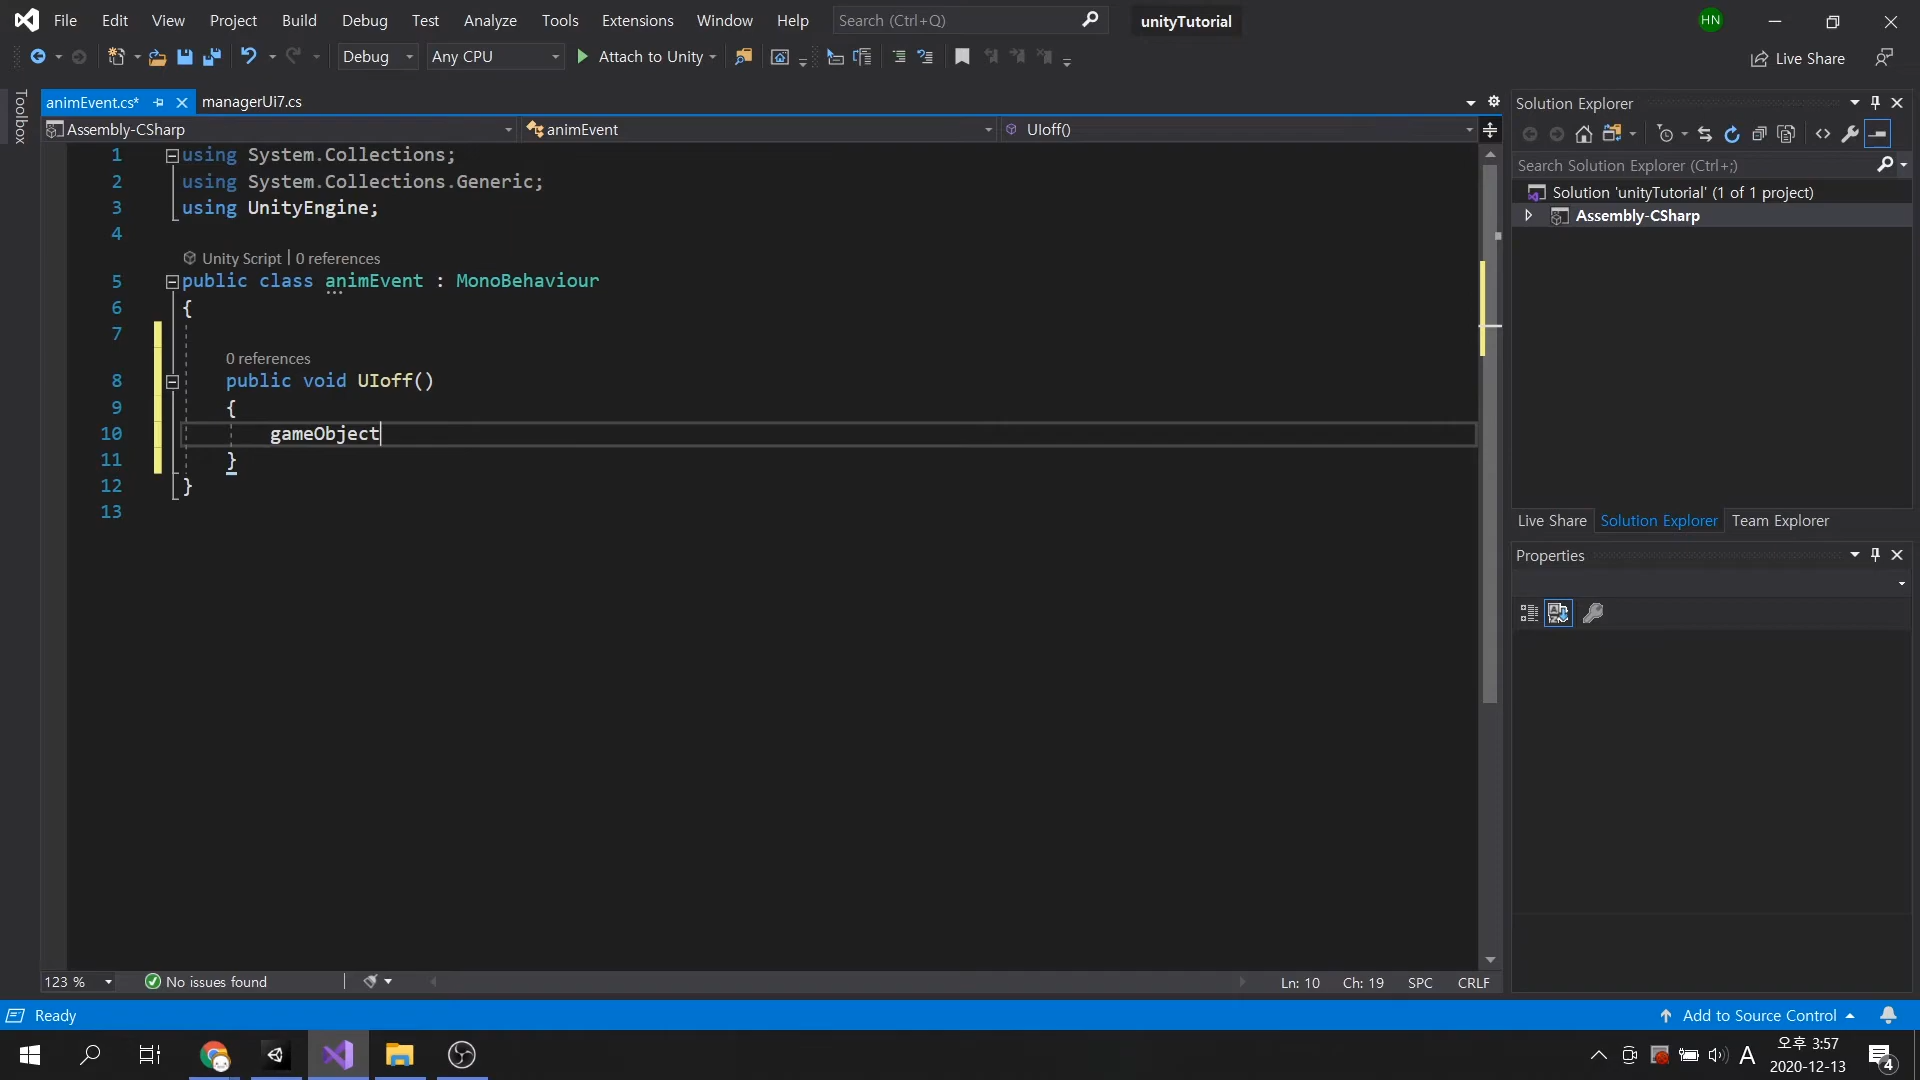 File Edit View Project Build Debug Test Analyze Tools Extensions Window Help Search (Ctrl+Q) unityTutorial HN
Debug Any CPU Attach to Unity Live Share
Toolbox
animEvent.cs* managerUi7.cs
Assembly-CSharp animEvent UIoff()
1 using System.Collections;
2 using System.Collections.Generic;
3 using UnityEngine;
4
Unity Script | 0 references
5 public class animEvent : MonoBehaviour
6 {
7
0 references
8 public void UIoff()
9 {
10 gameObject
11 }
12 }
13
123 % No issues found Ln: 10 Ch: 19 SPC CRLF
Solution Explorer
Search Solution Explorer (Ctrl+;)
Solution 'unityTutorial' (1 of 1 project)
Assembly-CSharp
Live Share Solution Explorer Team Explorer
Properties
Ready Add to Source Control
A 오후 3:57
2020-12-13
4